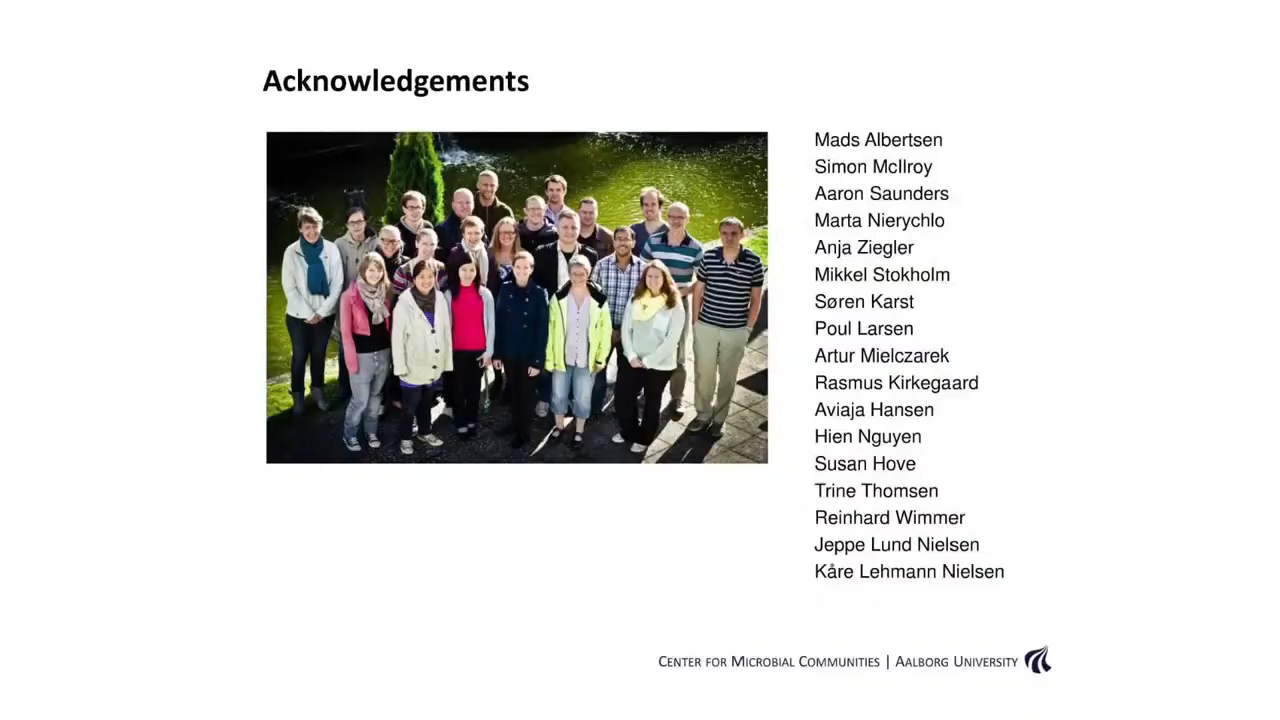 Acknowledgements
Mads Albertsen
Simon McIlroy
Aaron Saunders
Marta Nierychlo
Anja Ziegler
Mikkel Stokholm
Søren Karst
Poul Larsen
Artur Mielczarek
Rasmus Kirkegaard
Aviaja Hansen
Hien Nguyen
Susan Hove
Trine Thomsen
Reinhard Wimmer
Jeppe Lund Nielsen
Kåre Lehmann Nielsen
CENTER FOR MICROBIAL COMMUNITIES | AALBORG UNIVERSITY